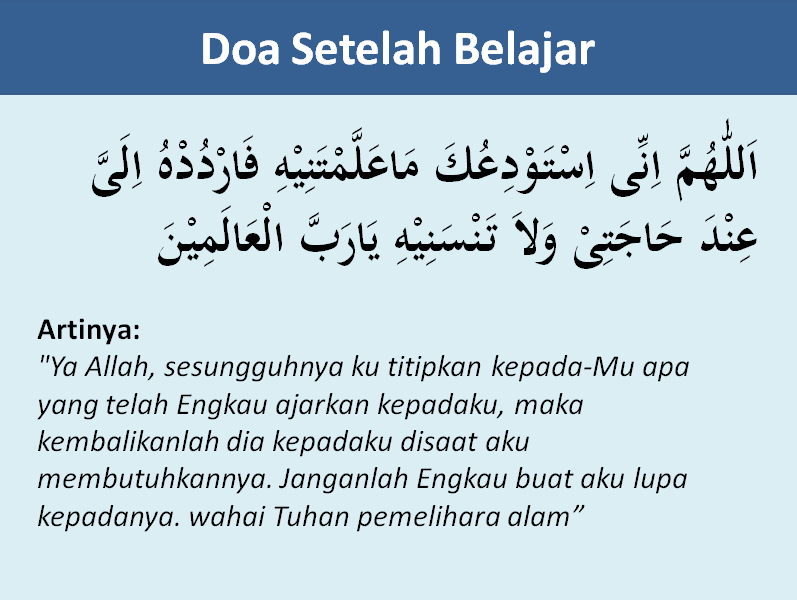 Doa Setelah Belajar
اَللّٰهُمَّ اِنِّى اِسْتَوْدِعُكَ مَاعَلَّمْتَنِيْهِ فَارْدُدْهُ اِلَىَّ
عِنْدَ حَاجَتِىْ وَلاَ تَنْسَنِيْهِ يَارَبَّ الْعَالَمِيْنَ
Artinya:
"Ya Allah, sesungguhnya ku titipkan kepada-Mu apa
yang telah Engkau ajarkan kepadaku, maka
kembalikanlah dia kepadaku disaat aku
membutuhkannya. Janganlah Engkau buat aku lupa
kepadanya. wahai Tuhan pemelihara alam”